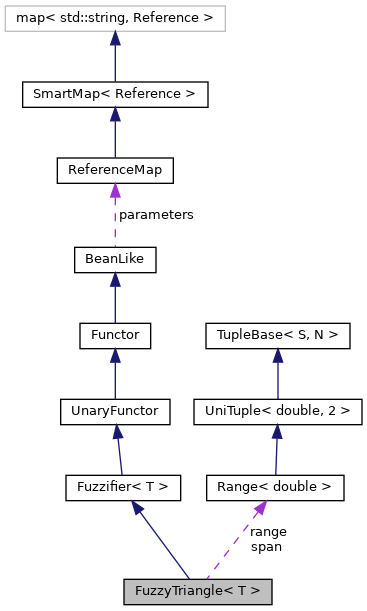 map< std::string, Reference >
SmartMap< Reference >
ReferenceMap
parameters
BeanLike
Functor
TupleBase< S, N >
UnaryFunctor
UniTuple< double, 2 >
Fuzzifier< T >
Range< double >
range
span
FuzzyTriangle< T >